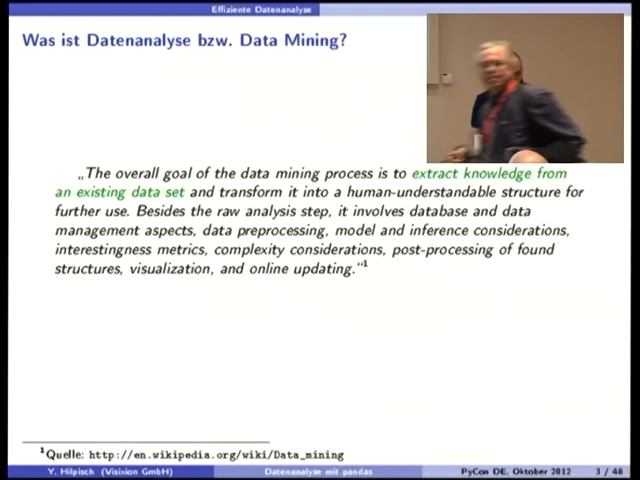 Effiziente Datenanalyse
Was ist Datenanalyse bzw. Data Mining?
„The overall goal of the data mining process is to extract knowledge from
an existing data set and transform it into a human-understandable structure for
further use. Besides the raw analysis step, it involves database and data
management aspects, data preprocessing, model and inference considerations,
interestingness metrics, complexity considerations, post-processing of found
structures, visualization, and online updating.“1
1Quelle: http://en.wikipedia.org/wiki/Data_mining
Y. Hilpisch (Visixion GmbH) Datenanalyse mit pandas PyCon DE, Oktober 2012 3 / 48